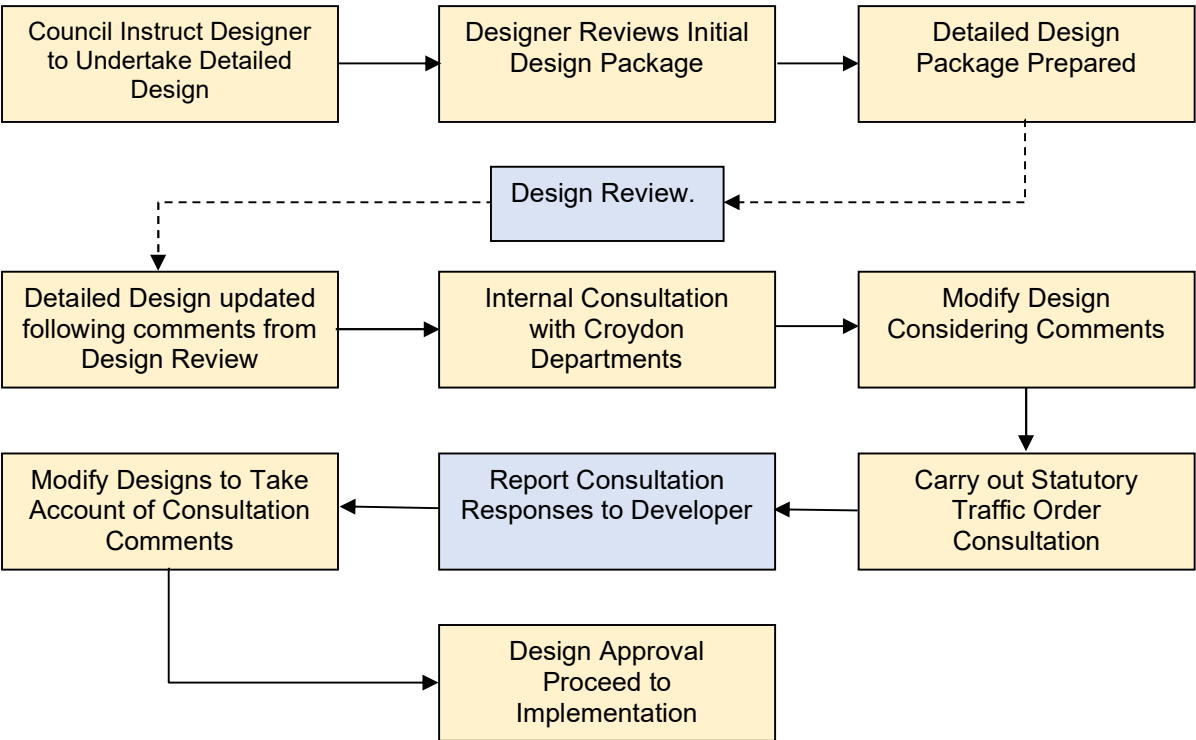 Council Instruct Designer
to Undertake Detailed
Design
Designer Reviews Initial
Design Package
Detailed Design
Package Prepared
Design Review.
Detailed Design updated
following comments from
Design Review
Internal Consultation
with Croydon
Departments
Modify Design
Considering Comments
Modify Designs to Take
Account of Consultation
Comments
Report Consultation
Responses to Developer
Carry out Statutory
Traffic Order
Consultation
Design Approval
Proceed to
Implementation